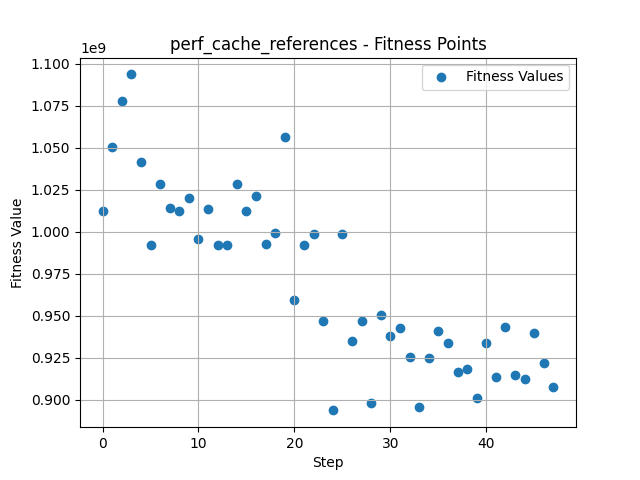 perf_cache_references - Fitness Points
1e9
Fitness Values
1.100
1.075
1.050
1.025
1.000
0.975
0.950
0.925
0.900
Fitness Value
0 10 20 30 40
Step